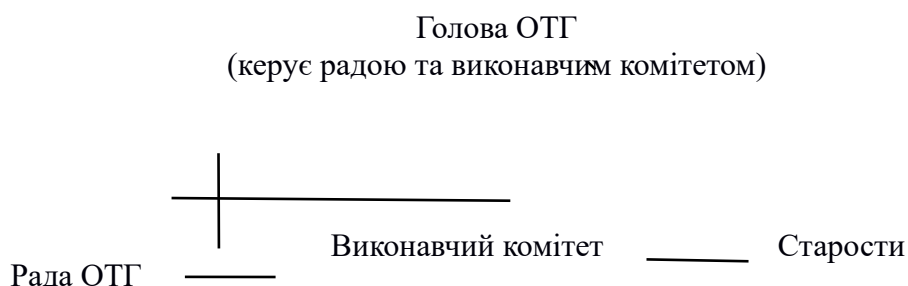 Голова ОТГ
(керує радою та виконавчим комітетом)
Виконавчий комітет
Старости
Рада ОТГ